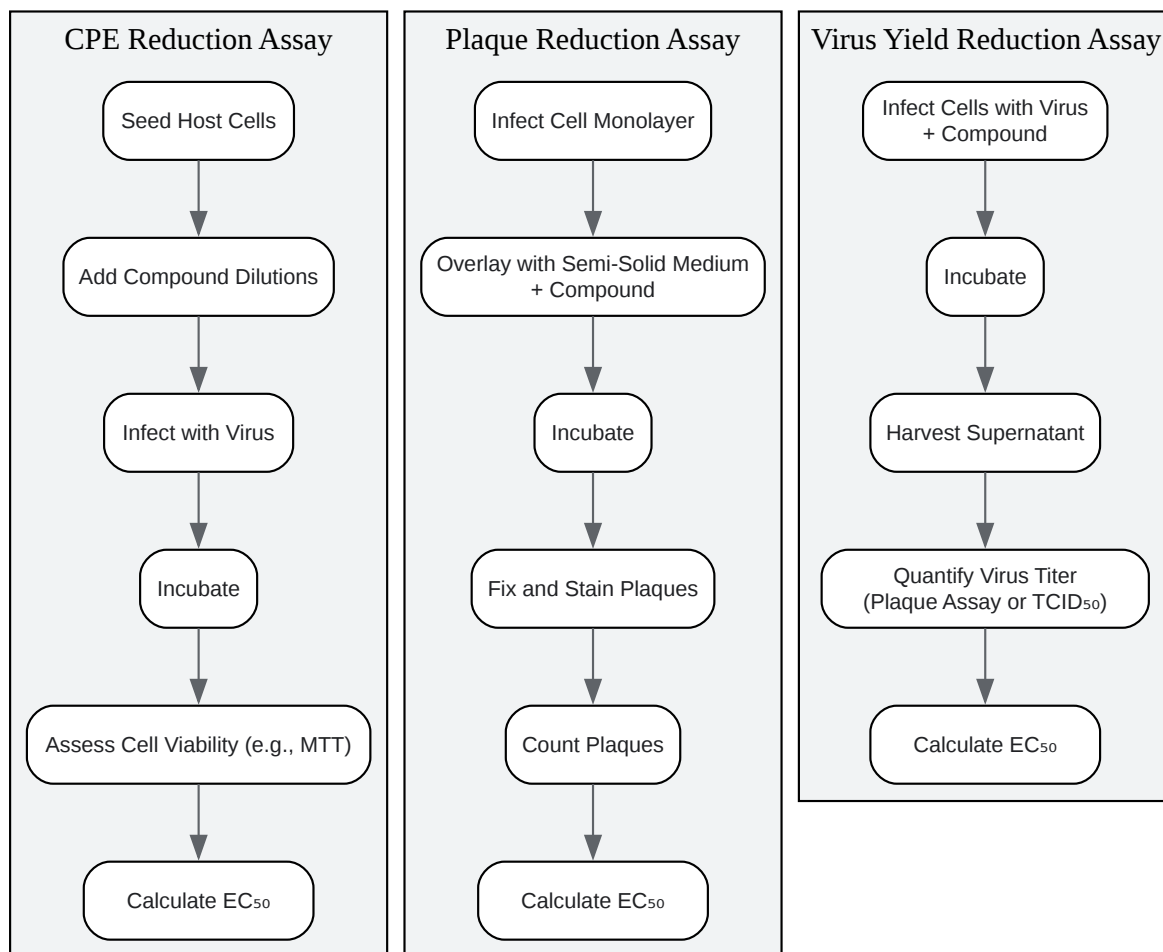 CPE Reduction Assay
Seed Host Cells
Add Compound Dilutions
Infect with Virus
Incubate
Assess Cell Viability (e.g., MTT)
Calculate EC₅₀
Plaque Reduction Assay
Infect Cell Monolayer
Overlay with Semi-Solid Medium
+ Compound
Incubate
Fix and Stain Plaques
Count Plaques
Calculate EC₅₀
Virus Yield Reduction Assay
Infect Cells with Virus
+ Compound
Incubate
Harvest Supernatant
Quantify Virus Titer
(Plaque Assay or TCID₅₀)
Calculate EC₅₀